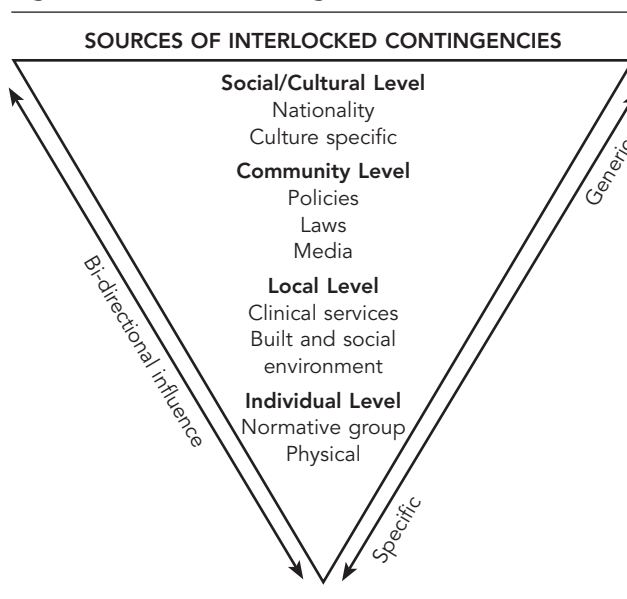 SOURCES OF INTERLOCKED CONTINGENCIES
Social/Cultural Level
Nationality
Culture specific
Community Level
Policies
Laws
Media
Local Level
Clinical services
Built and social
environment
Individual Level
Normative group
Physical
Bi-directional influence
Generic
Specific